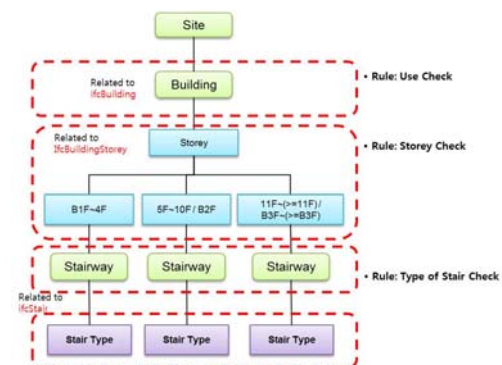 Site
Related to
ifcBuilding
Building
• Rule: Use Check
Related to
IfcBuildingStorey
Storey
• Rule: Storey Check
B1F~4F
5F~10F / B2F
11F~(>=11F) /
B3F~(>=B3F)
Stairway
Stairway
Stairway
• Rule: Type of Stair Check
Related to
ifcStair
Stair Type
Stair Type
Stair Type